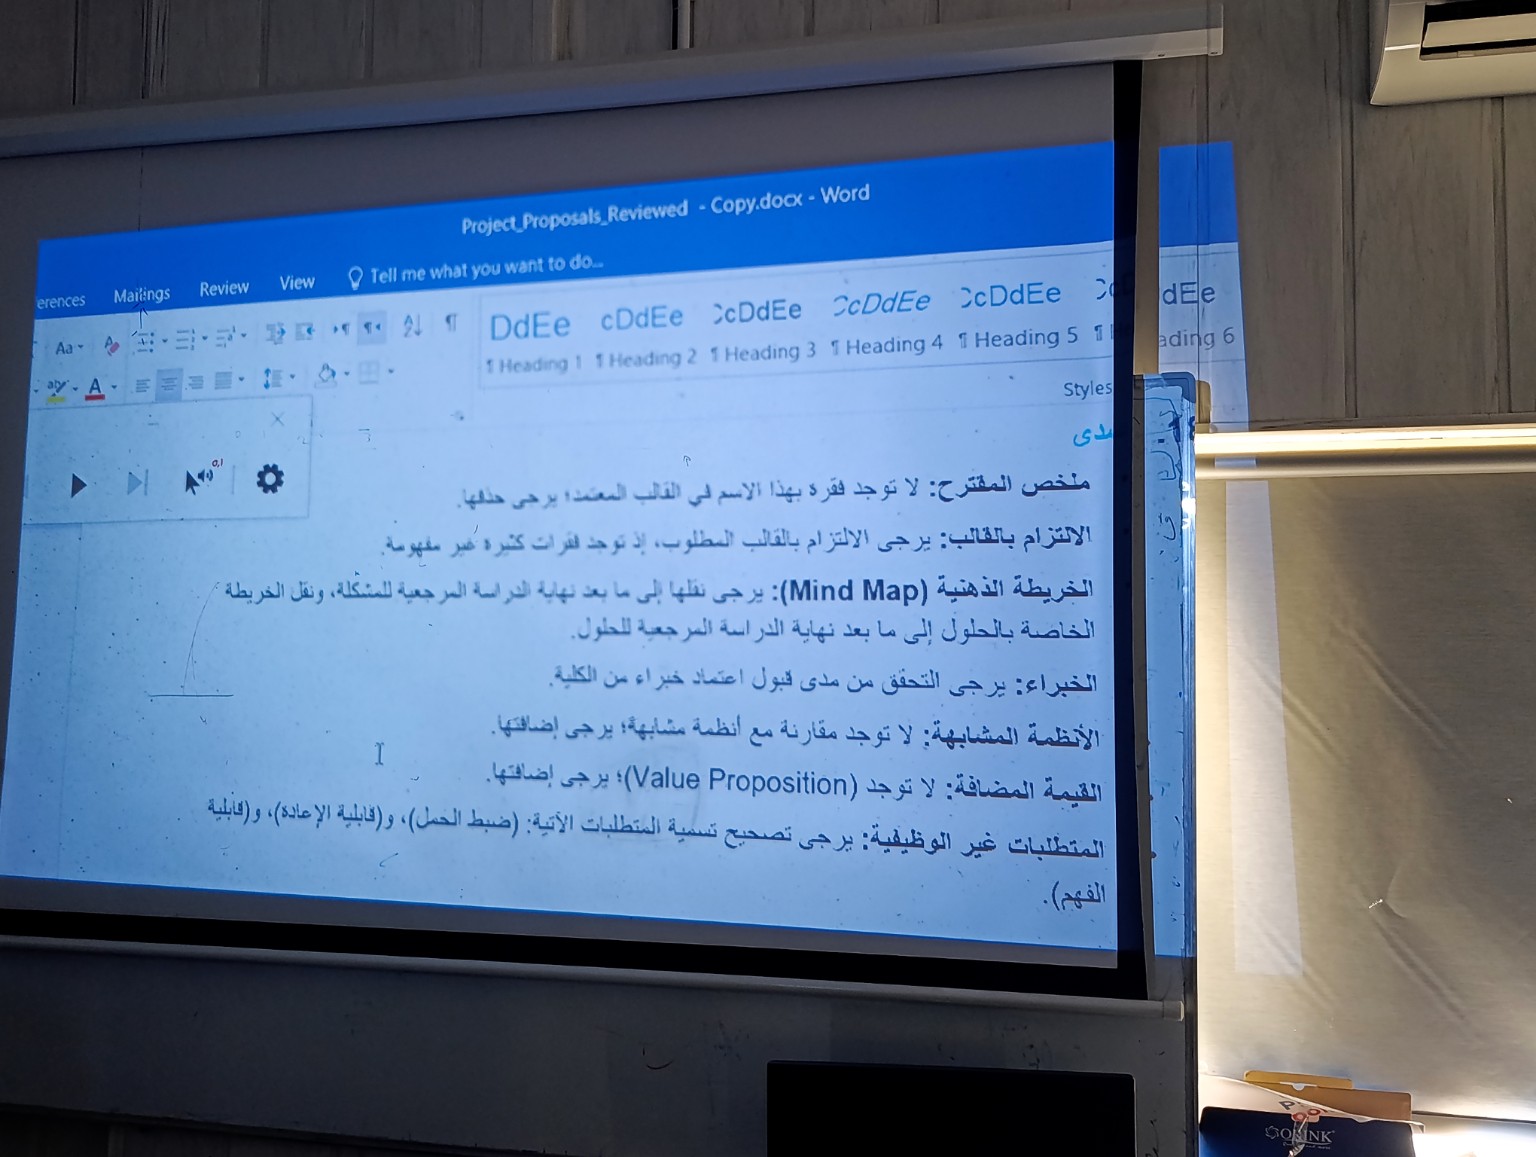 Project_Proposals_Reviewed - Copy.docx - Word
erences Mailings Review View Tell me what you want to do...
Aa DdEe cDdEe CcDdEe CcDdEe CcDdEe dEe
¶ Heading 1 ¶ Heading 2 ¶ Heading 3 ¶ Heading 4 ¶ Heading 5 ¶ ading 6
Styles
مدى
ملخص المقترح: لا توجد فقرة بهذا الاسم في القالب المعتمد؛ يرجى حذفها.
الالتزام بالقالب: يرجى الالتزام بالقالب المطلوب، إذ توجد فقرات كثيرة غير مفهومة.
الخريطة الذهنية (Mind Map): يرجى نقلها إلى ما بعد نهاية الدراسة المرجعية للمشكلة، ونقل الخريطة
الخاصة بالحلول إلى ما بعد نهاية الدراسة المرجعية للحلول.
الخبراء: يرجى التحقق من مدى قبول اعتماد خبراء من الكلية.
الأنظمة المشابهة: لا توجد مقارنة مع أنظمة مشابهة؛ يرجى إضافتها.
القيمة المضافة: لا توجد (Value Proposition)؛ يرجى إضافتها.
المتطلبات غير الوظيفية: يرجى تصحيح تسمية المتطلبات الآتية: (ضبط الحمل)، و(قابلية الإعادة)، و(قابلية
الفهم).